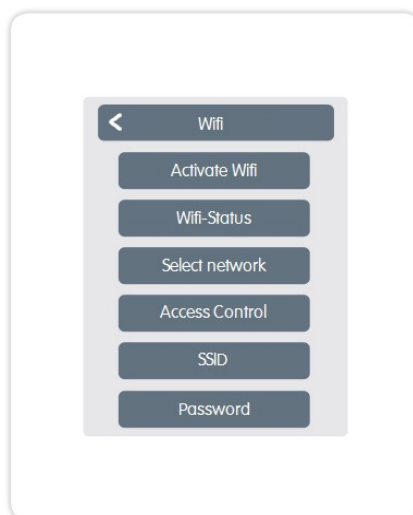 Wifi
Activate Wifi
Wifi-Status
Select network
Access Control
SSID
Password